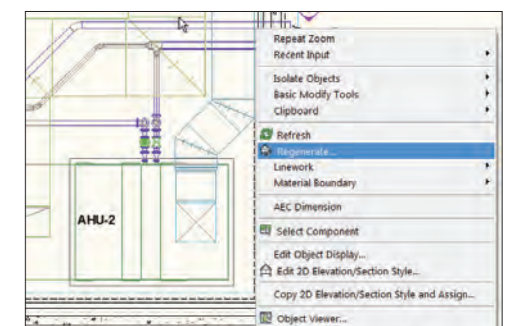 Repeat Zoom
Recent Input
Isolate Objects
Basic Modify Tools
Clipboard
Refresh
Regenerate...
Linework
Material Boundary
AEC Dimension
Select Component
Edit Object Display...
Edit 2D Elevation/Section Style...
Copy 2D Elevation/Section Style and Assign...
Object Viewer...
AHU-2